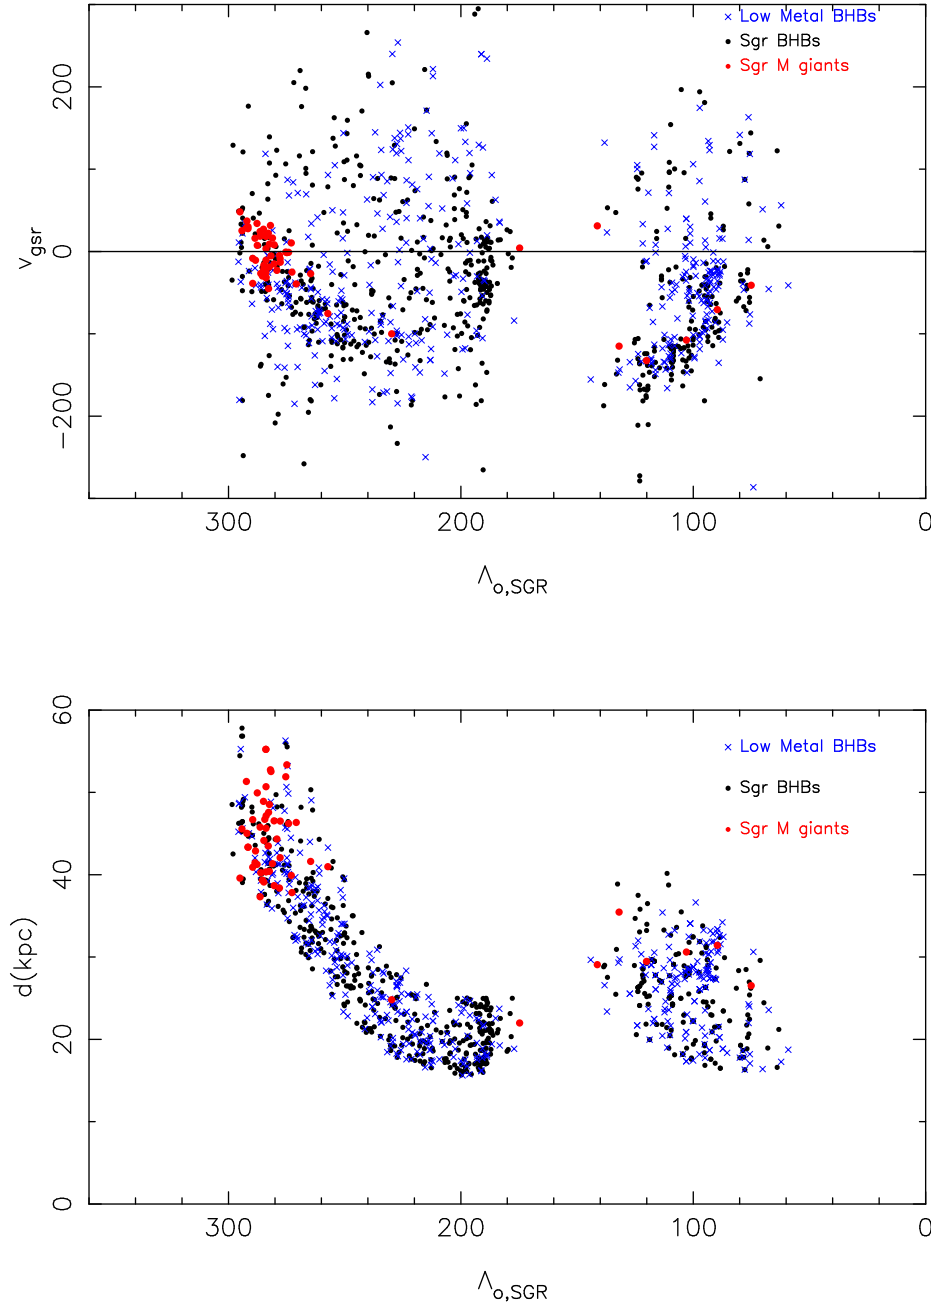 × Low Metal BHBs
• Sgr BHBs
• Sgr M giants
200
0
−200
v_gsr
300 200 100 0
Λ_o,SGR
60
40
20
0
d(kpc)
× Low Metal BHBs
• Sgr BHBs
• Sgr M giants
300 200 100 0
Λ_o,SGR